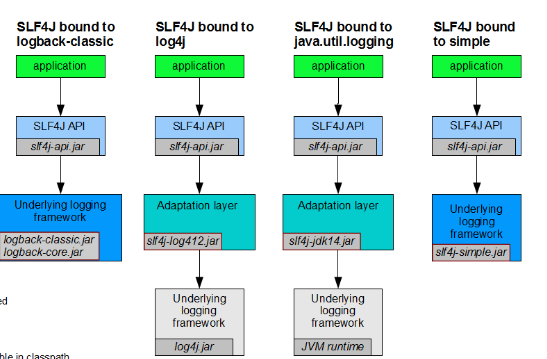 SLF4J bound to
logback-classic
application
SLF4J API
slf4j-api.jar
Underlying logging
framework
logback-classic.jar
logback-core.jar
SLF4J bound to
log4j
application
SLF4J API
slf4j-api.jar
Adaptation layer
slf4j-log412.jar
Underlying
logging
framework
log4j.jar
SLF4J bound to
java.util.logging
application
SLF4J API
slf4j-api.jar
Adaptation layer
slf4j-jdk14.jar
Underlying
logging
framework
JVM runtime
SLF4J bound
to simple
application
SLF4J API
slf4j-api.jar
Underlying
logging
framework
slf4j-simple.jar
in classpath